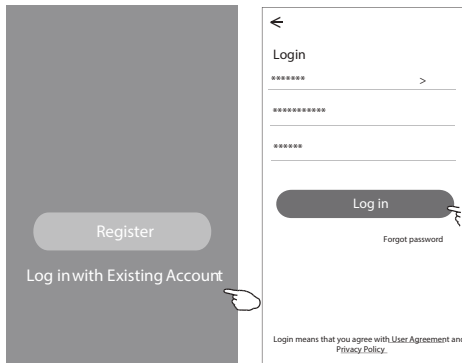 Register
Log in with Existing Account
Login
******* >
***********
******
Log in
Forgot password
Login means that you agree with User Agreement and
Privacy Policy